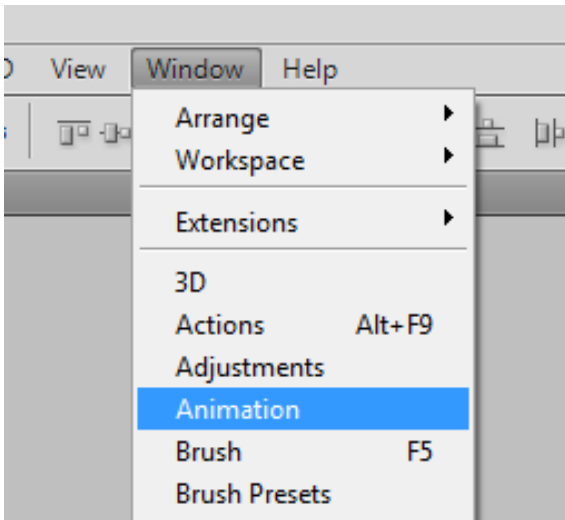 View Window Help
Arrange
Workspace
Extensions
3D
Actions Alt+F9
Adjustments
Animation
Brush F5
Brush Presets